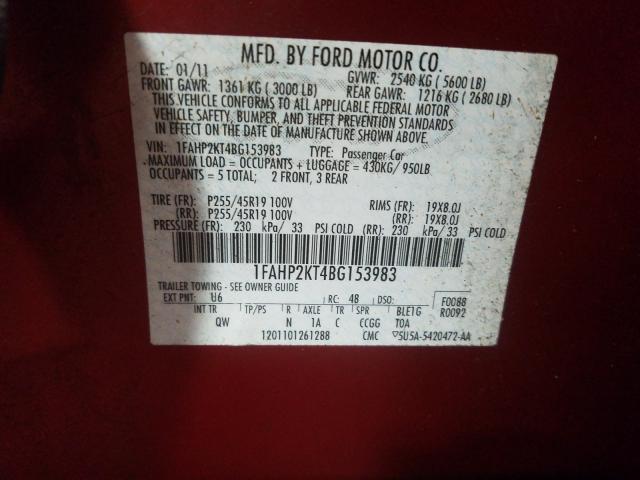 MFD. BY FORD MOTOR CO.
DATE: 01/11 GVWR: 2540 KG ( 5600 LB)
FRONT GAWR: 1361 KG ( 3000 LB) REAR GAWR: 1216 KG ( 2680 LB)
THIS VEHICLE CONFORMS TO ALL APPLICABLE FEDERAL MOTOR
VEHICLE SAFETY, BUMPER, AND THEFT PREVENTION STANDARDS
IN EFFECT ON THE DATE OF MANUFACTURE SHOWN ABOVE.
VIN: 1FAHP2KT4BG153983 TYPE: Passenger Car
MAXIMUM LOAD = OCCUPANTS + LUGGAGE = 430KG/ 950LB
OCCUPANTS = 5 TOTAL; 2 FRONT, 3 REAR
TIRE (FR): P255/45R19 100V RIMS (FR): 19X8.0J
(RR): P255/45R19 100V (RR): 19X8.0J
PRESSURE (FR): 230 kPa/ 33 PSI COLD (RR): 230 kPa/ 33 PSI COLD
1FAHP2KT4BG153983
TRAILER TOWING - SEE OWNER GUIDE
EXT PNT: U6 RC: 48 DSO: F0088
INT TR TP/PS R AXLE TR SPR BLE1G R0092
QW N 1A C CCGG TOA
1201101261288 CMC 5U5A-5420472-AA